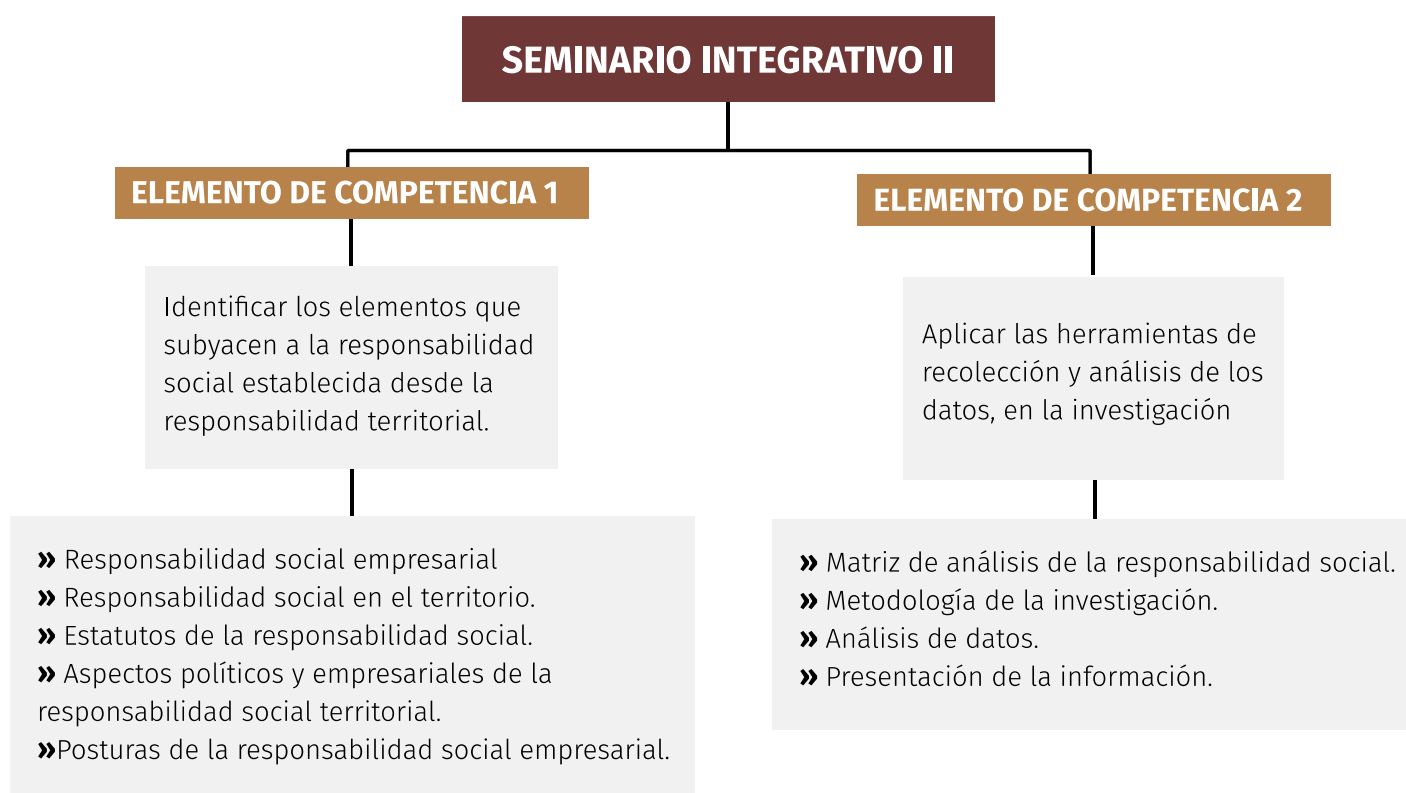 SEMINARIO INTEGRATIVO II
ELEMENTO DE COMPETENCIA 1
Identificar los elementos que
subyacen a la responsabilidad
social establecida desde la
responsabilidad territorial.
» Responsabilidad social empresarial
» Responsabilidad social en el territorio.
» Estatutos de la responsabilidad social.
» Aspectos políticos y empresariales de la
responsabilidad social territorial.
»Posturas de la responsabilidad social empresarial.
ELEMENTO DE COMPETENCIA 2
Aplicar las herramientas de
recolección y análisis de los
datos, en la investigación
» Matriz de análisis de la responsabilidad social.
» Metodología de la investigación.
» Análisis de datos.
» Presentación de la información.